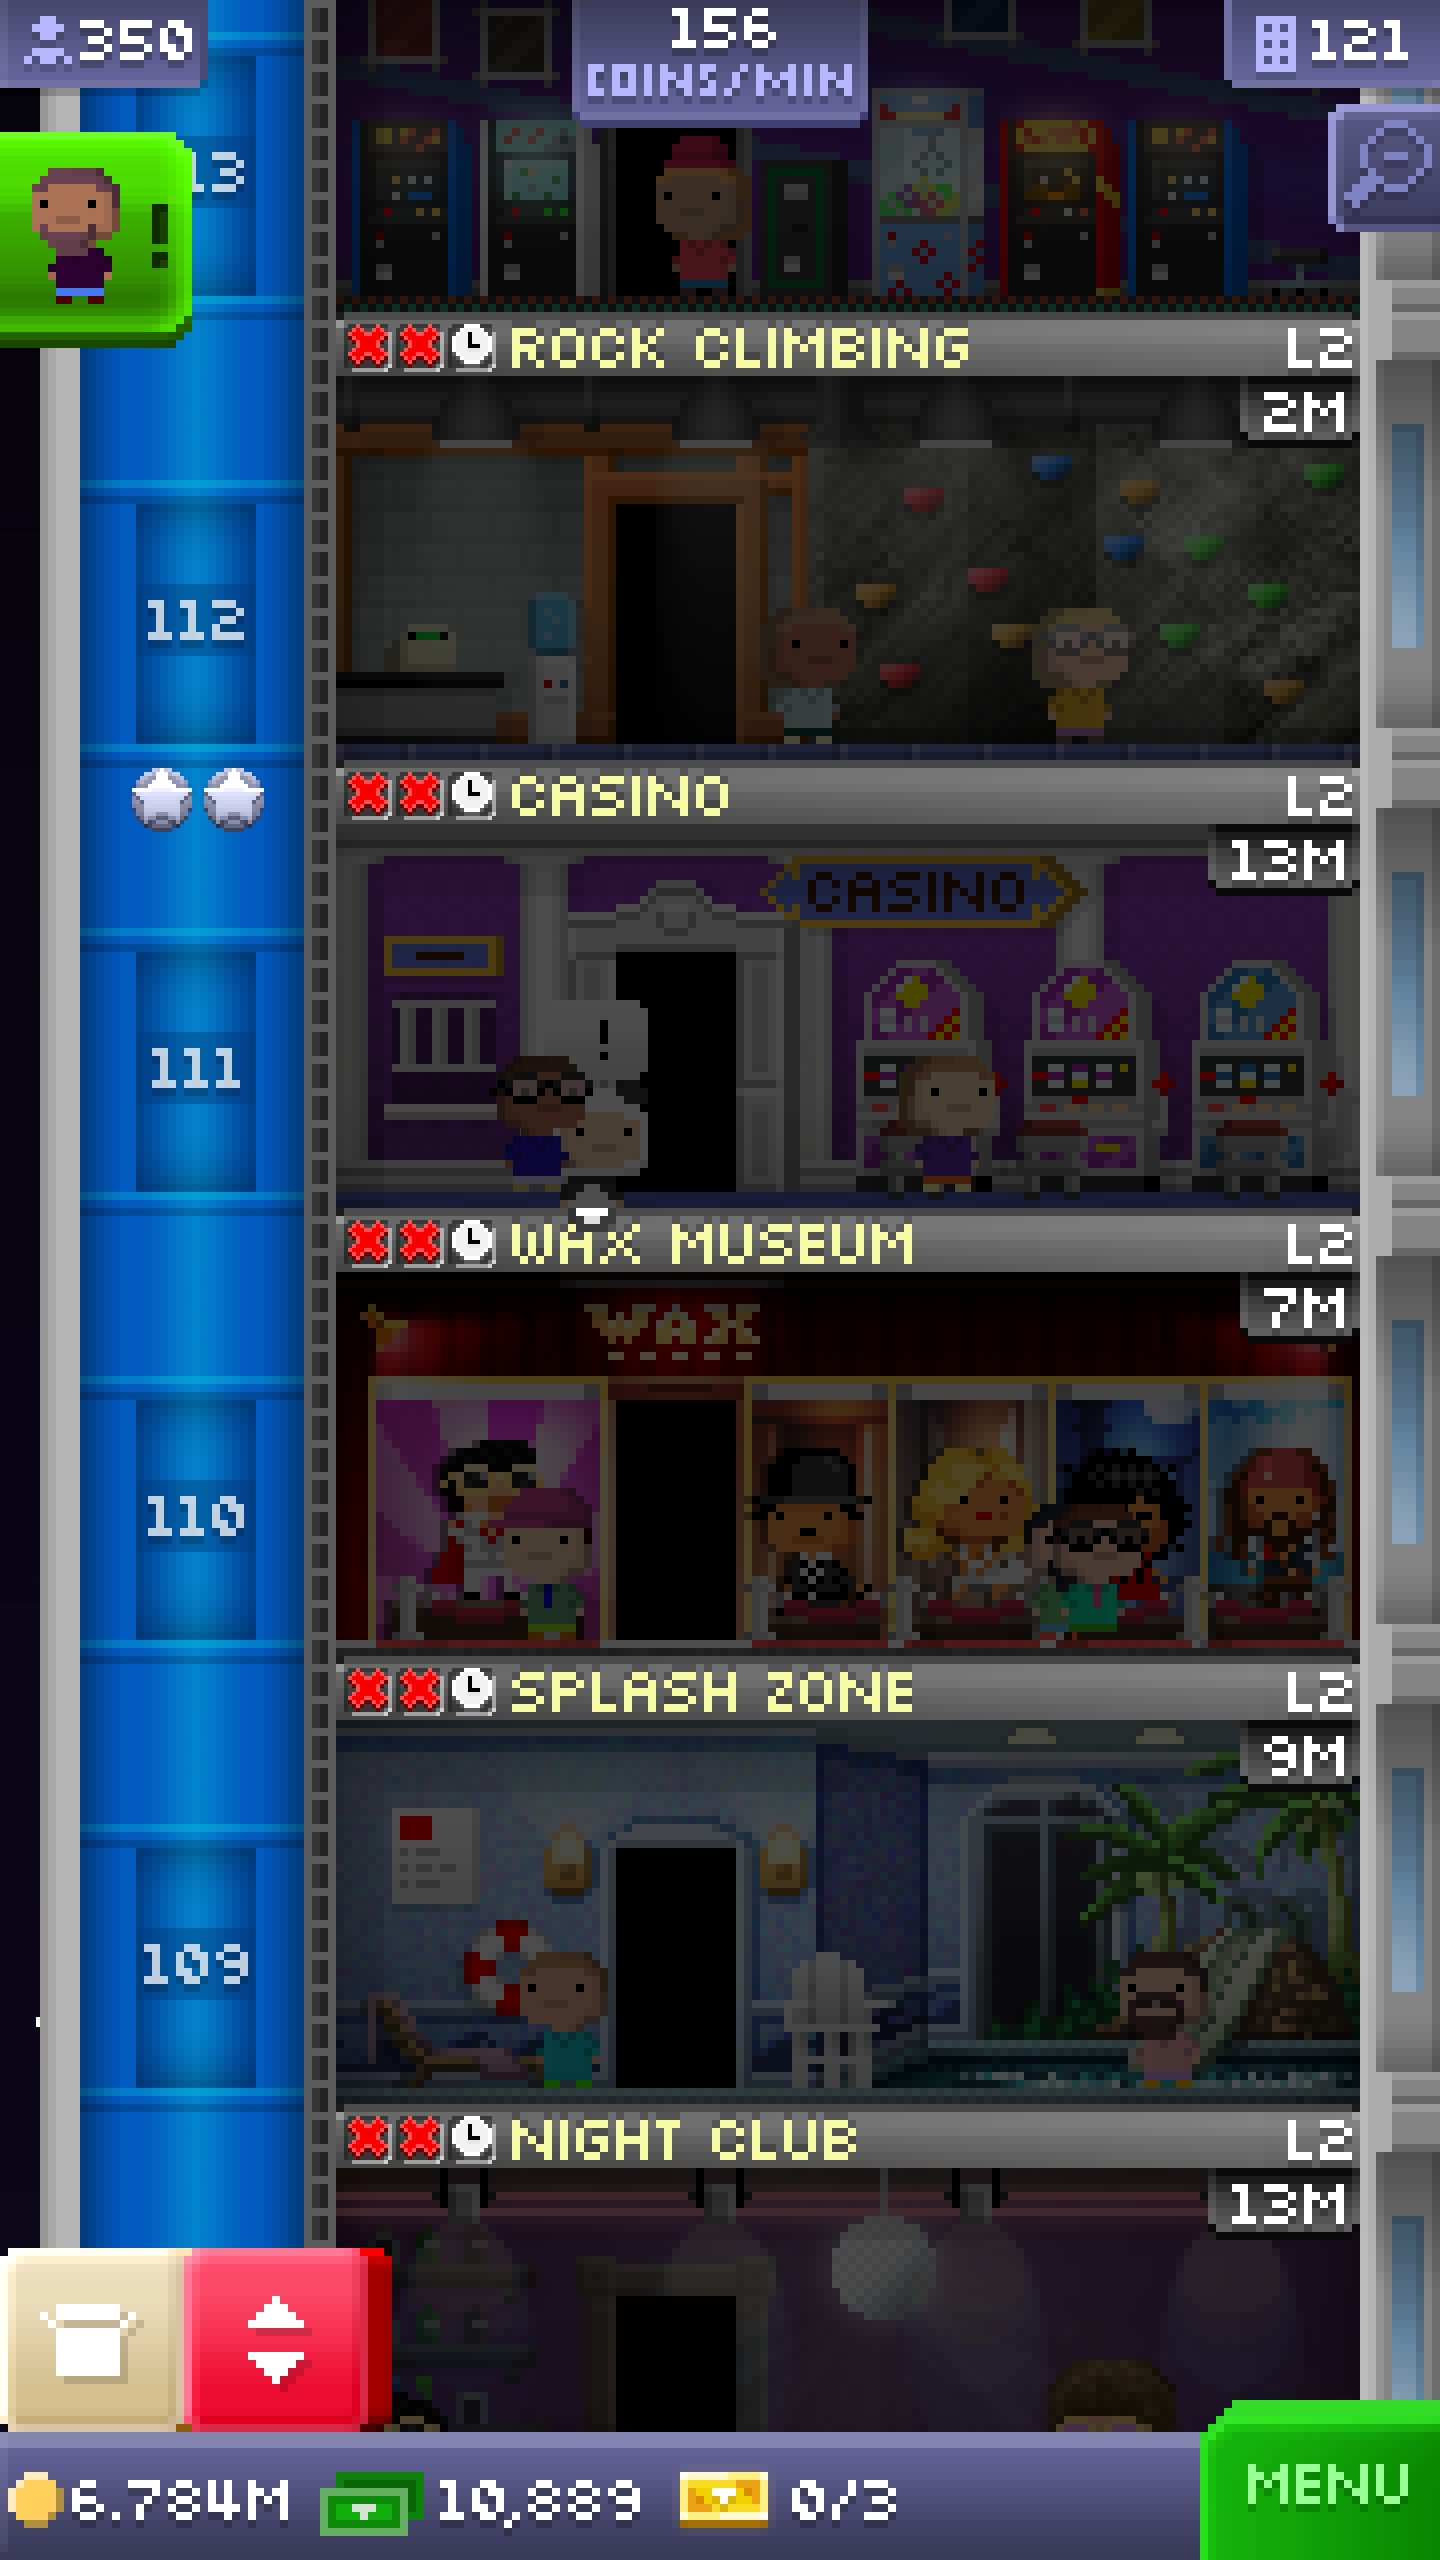 350
156
COINS/MIN
121
13
!
ROCK CLIMBING
L2
2M
112
CASINO
L2
13M
CASINO
111
!
WAX MUSEUM
L2
7M
WAX
110
SPLASH ZONE
L2
9M
109
NIGHT CLUB
L2
13M
6.784M
10,889
0/3
MENU